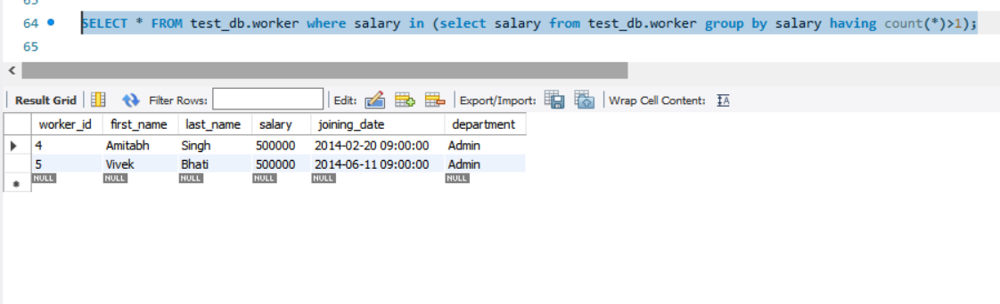 64 SELECT * FROM test_db.worker where salary in (select salary from test_db.worker group by salary having count(*)>1);
65
Result Grid Filter Rows: Edit: Export/Import: Wrap Cell Content: IA
worker_id first_name last_name salary joining_date department
4 Amitabh Singh 500000 2014-02-20 09:00:00 Admin
5 Vivek Bhati 500000 2014-06-11 09:00:00 Admin
NULL NULL NULL NULL NULL NULL